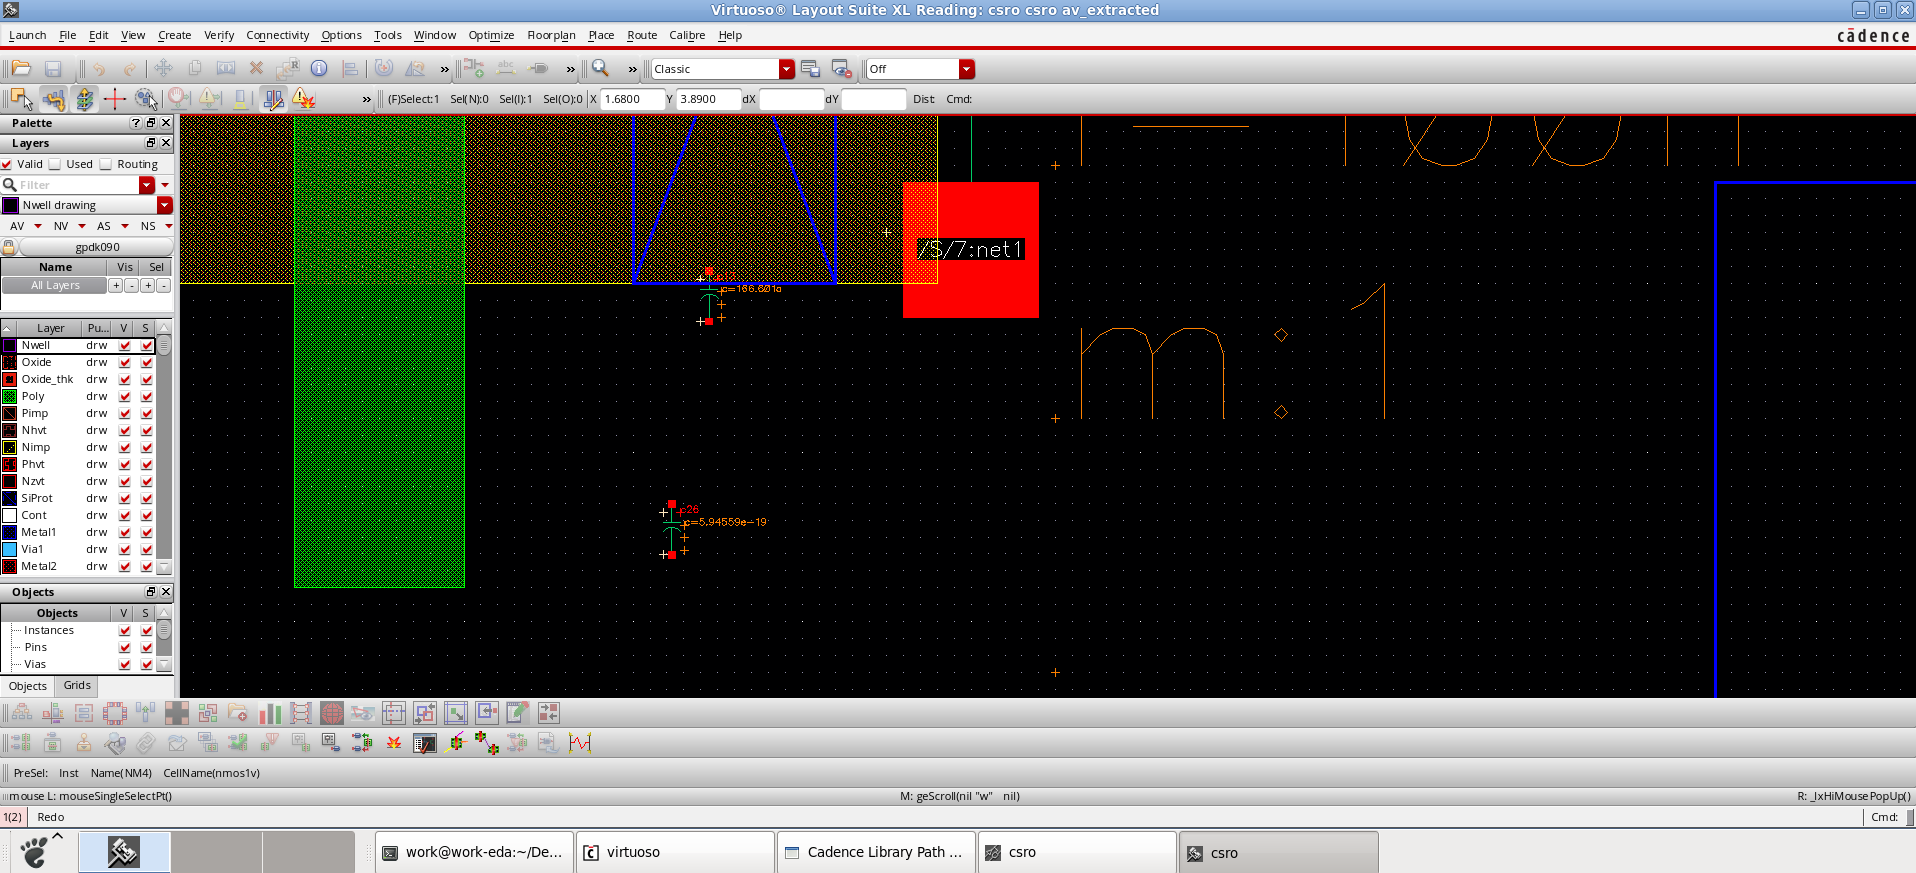 Virtuoso® Layout Suite XL Reading: csro csro av_extracted
Launch File Edit View Create Verify Connectivity Options Tools Window Optimize Floorplan Place Route Calibre Help
cādence
» » » Classic Off
» (F)Select:1 Sel(N):0 Sel(I):1 Sel(O):0 X 1.6800 Y 3.8900 dX dY Dist: Cmd:
Palette
Layers
Valid Used Routing
Filter
Nwell drawing
AV NV AS NS
gpdk090
Name Vis Sel
All Layers + - + -
Layer Pu... V S
Nwell drw
Oxide drw
Oxide_thk drw
Poly drw
Pimp drw
Nhvt drw
Nimp drw
Phvt drw
Nzvt drw
SiProt drw
Cont drw
Metal1 drw
Via1 drw
Metal2 drw
Objects
Objects V S
Instances
Pins
Vias
Objects Grids
/S/7:net1
c=166.601a
m:1
c26
c=5.94559e-19
PreSel: Inst Name(NM4) CellName(nmos1v)
mouse L: mouseSingleSelectPt() M: geScroll(nil "w" nil) R: _lxHiMousePopUp()
1(2) Redo Cmd:
work@work-eda:~/De... virtuoso Cadence Library Path ... csro csro